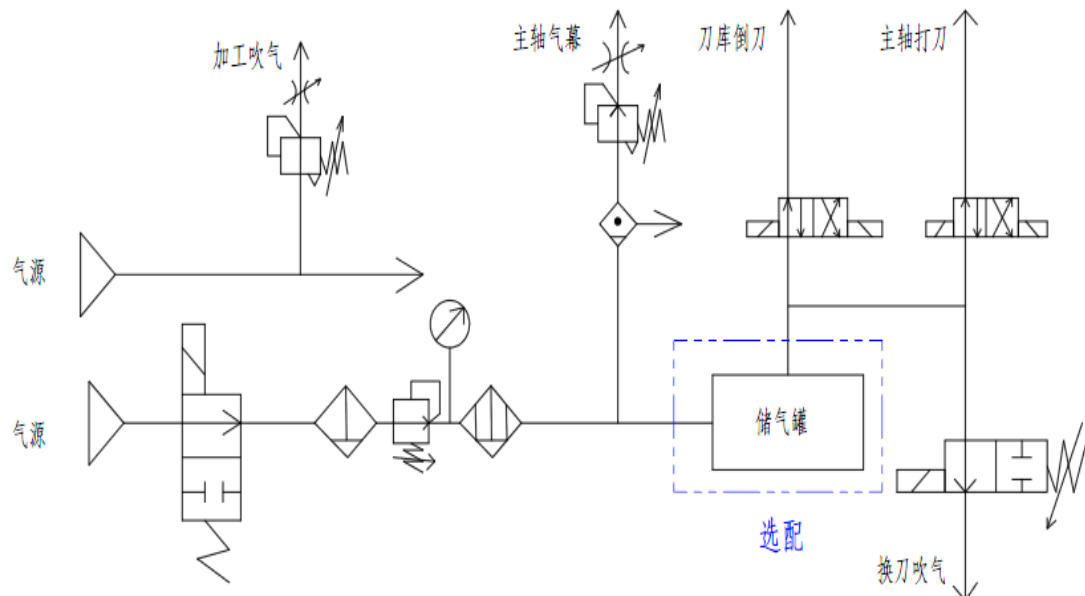 主轴气幕
刀库倒刀
主轴打刀
加工吹气
气源
气源
储气罐
选配
换刀吹气